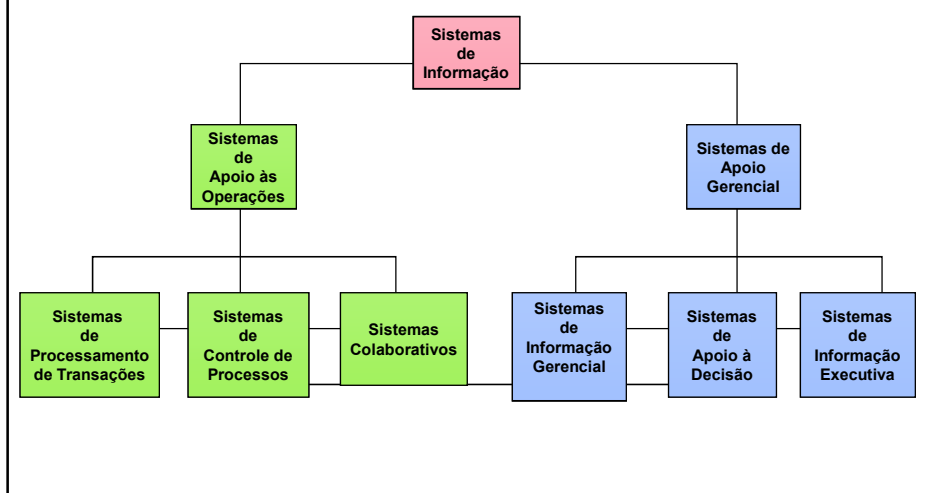 Sistemas
de
Informação
Sistemas
de
Apoio às
Operações
Sistemas de
Apoio
Gerencial
Sistemas
de
Processamento
de Transações
Sistemas
de
Controle de
Processos
Sistemas
Colaborativos
Sistemas
de
Informação
Gerencial
Sistemas
de
Apoio à
Decisão
Sistemas
de
Informação
Executiva